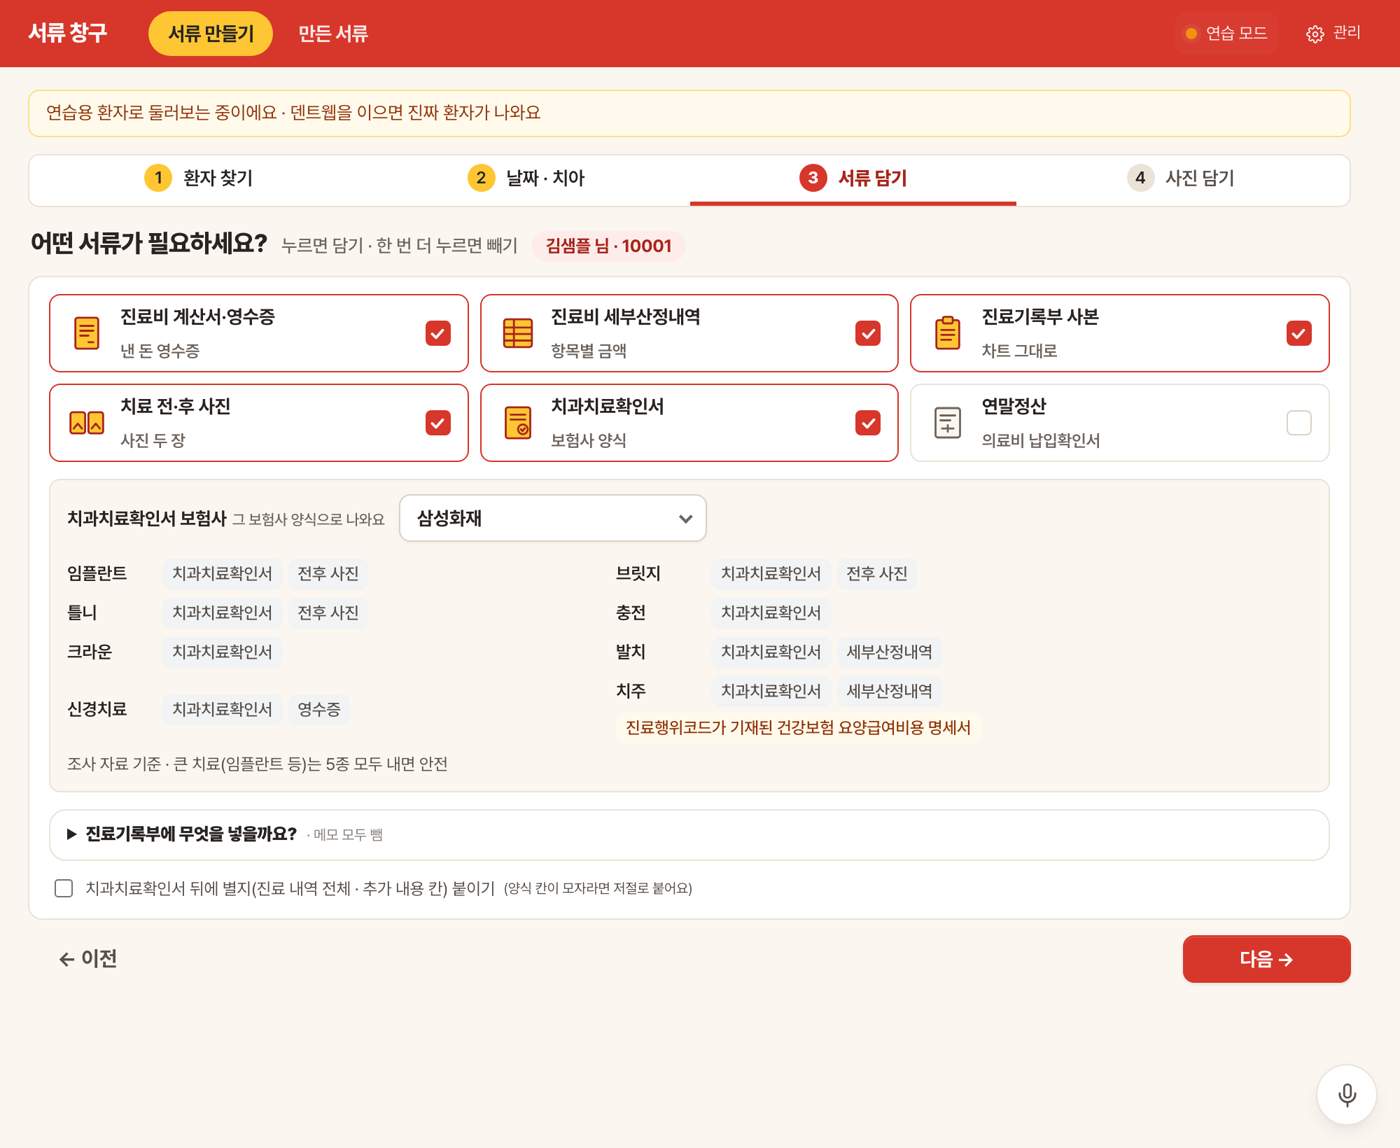 서류 창구
서류 만들기
만든 서류
연습 모드
관리
연습용 환자로 둘러보는 중이에요 · 덴트웹을 이으면 진짜 환자가 나와요
1 환자 찾기
2 날짜 · 치아
3 서류 담기
4 사진 담기
어떤 서류가 필요하세요? 누르면 담기 · 한 번 더 누르면 빼기 김샘플 님 · 10001
진료비 계산서·영수증
낸 돈 영수증
진료비 세부산정내역
항목별 금액
진료기록부 사본
차트 그대로
치료 전·후 사진
사진 두 장
치과치료확인서
보험사 양식
연말정산
의료비 납입확인서
치과치료확인서 보험사 그 보험사 양식으로 나와요 삼성화재
임플란트 치과치료확인서 전후 사진
브릿지 치과치료확인서 전후 사진
틀니 치과치료확인서 전후 사진
충전 치과치료확인서
크라운 치과치료확인서
발치 치과치료확인서 세부산정내역
신경치료 치과치료확인서 영수증
치주 치과치료확인서 세부산정내역
진료행위코드가 기재된 건강보험 요양급여비용 명세서
조사 자료 기준 · 큰 치료(임플란트 등)는 5종 모두 내면 안전
진료기록부에 무엇을 넣을까요? · 메모 모두 뺌
치과치료확인서 뒤에 별지(진료 내역 전체 · 추가 내용 칸) 붙이기 (양식 칸이 모자라면 저절로 붙어요)
← 이전
다음 →